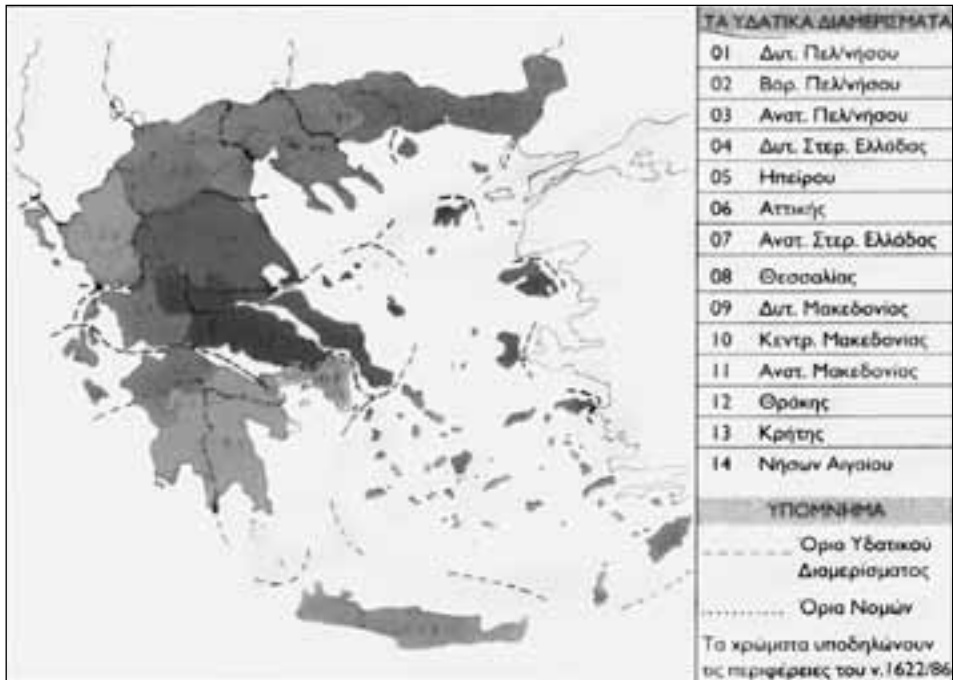 ΤΑ ΥΔΑΤΙΚΑ ΔΙΑΜΕΡΙΣΜΑΤΑ
01 Δυτ. Πελ/νήσου
02 Βορ. Πελ/νήσου
03 Ανατ. Πελ/νήσου
04 Δυτ. Στερ. Ελλάδας
05 Ηπείρου
06 Αττικής
07 Ανατ. Στερ. Ελλάδας
08 Θεσσαλίας
09 Δυτ. Μακεδονίας
10 Κεντρ. Μακεδονίας
11 Ανατ. Μακεδονίας
12 Θράκης
13 Κρήτης
14 Νήσων Αιγαίου
ΥΠΟΜΝΗΜΑ
Όρια Υδατικού
Διαμερίσματος
Όρια Νομών
Τα χρώματα υποδηλώνουν
τις περιφέρειες του ν.1622/86